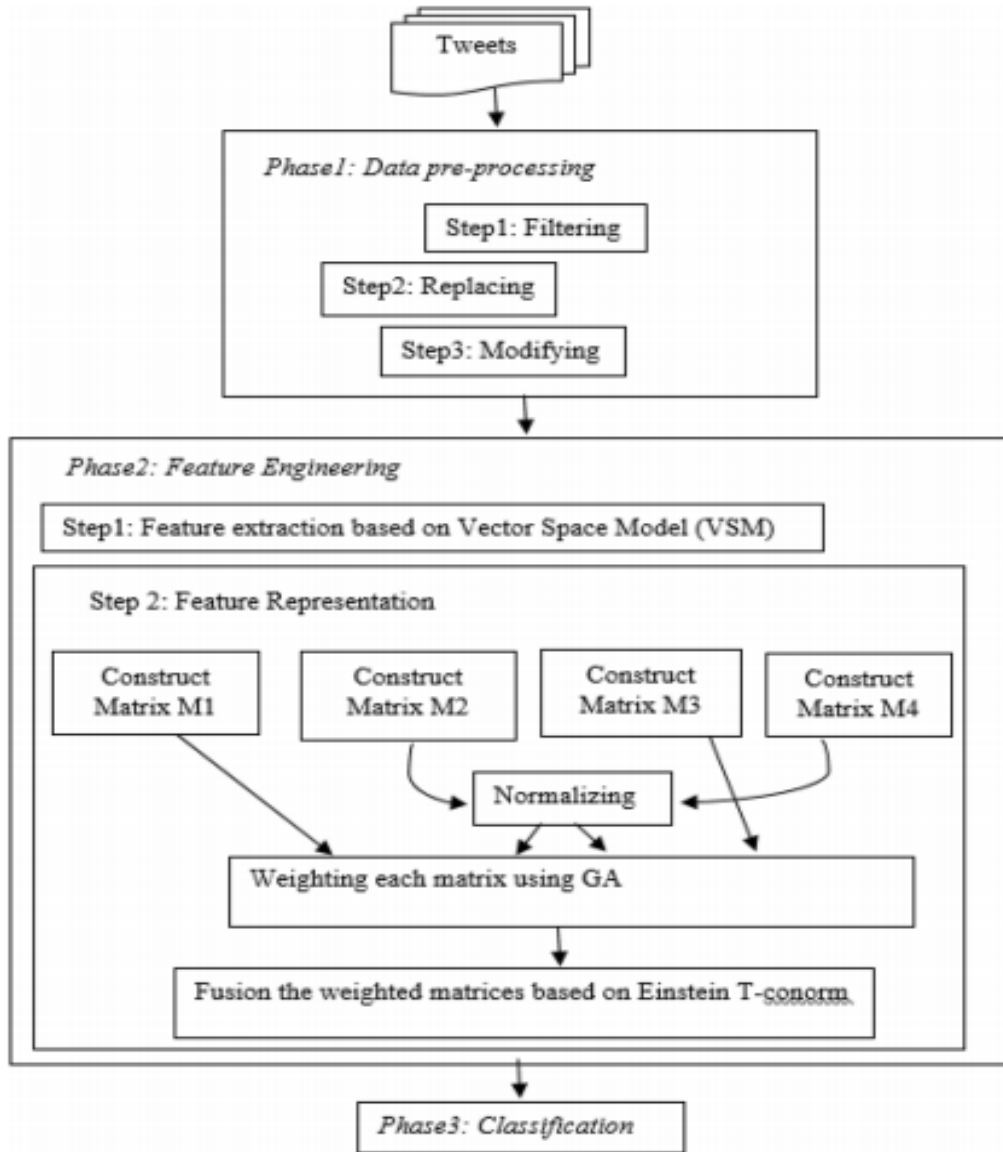 Tweets
Phase1: Data pre-processing
Step1: Filtering
Step2: Replacing
Step3: Modifying
Phase2: Feature Engineering
Step1: Feature extraction based on Vector Space Model (VSM)
Step 2: Feature Representation
Construct
Matrix M1
Construct
Matrix M2
Construct
Matrix M3
Construct
Matrix M4
Normalizing
Weighting each matrix using GA
Fusion the weighted matrices based on Einstein T-conorm
Phase3: Classification